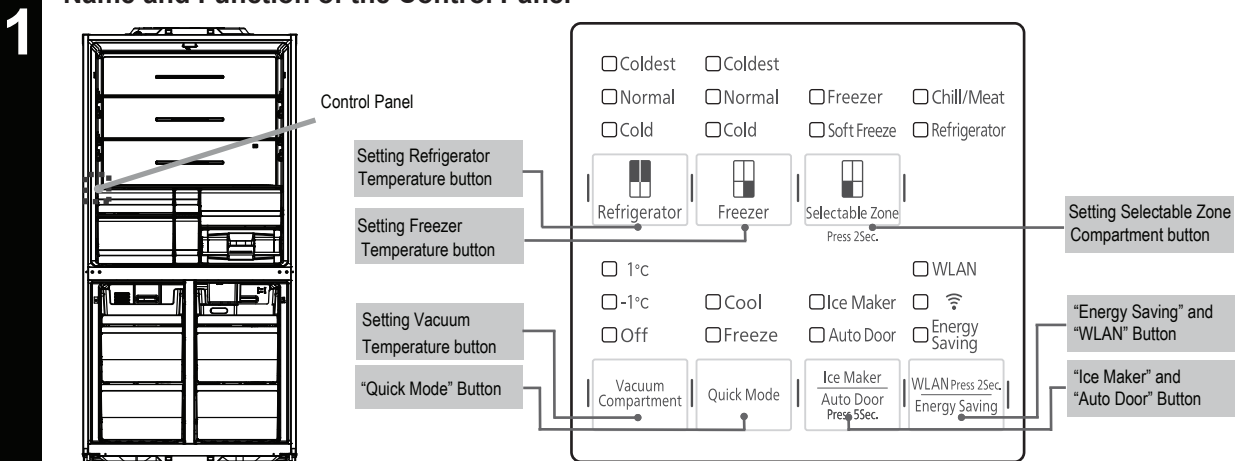 1
Name and Function of the Control Panel
Control Panel
Setting Refrigerator
Temperature button
Setting Freezer
Temperature button
Setting Vacuum
Temperature button
"Quick Mode" Button
Coldest
Coldest
Normal
Normal
Freezer
Chill/Meat
Cold
Cold
Soft Freeze
Refrigerator
Refrigerator
Freezer
Selectable Zone
Press 2Sec.
1°c
WLAN
-1°c
Cool
Ice Maker
Off
Freeze
Auto Door
Energy
Saving
Vacuum
Compartment
Quick Mode
Ice Maker
Auto Door
Press 5Sec.
WLAN Press 2Sec.
Energy Saving
Setting Selectable Zone
Compartment button
"Energy Saving" and
"WLAN" Button
"Ice Maker" and
"Auto Door" Button